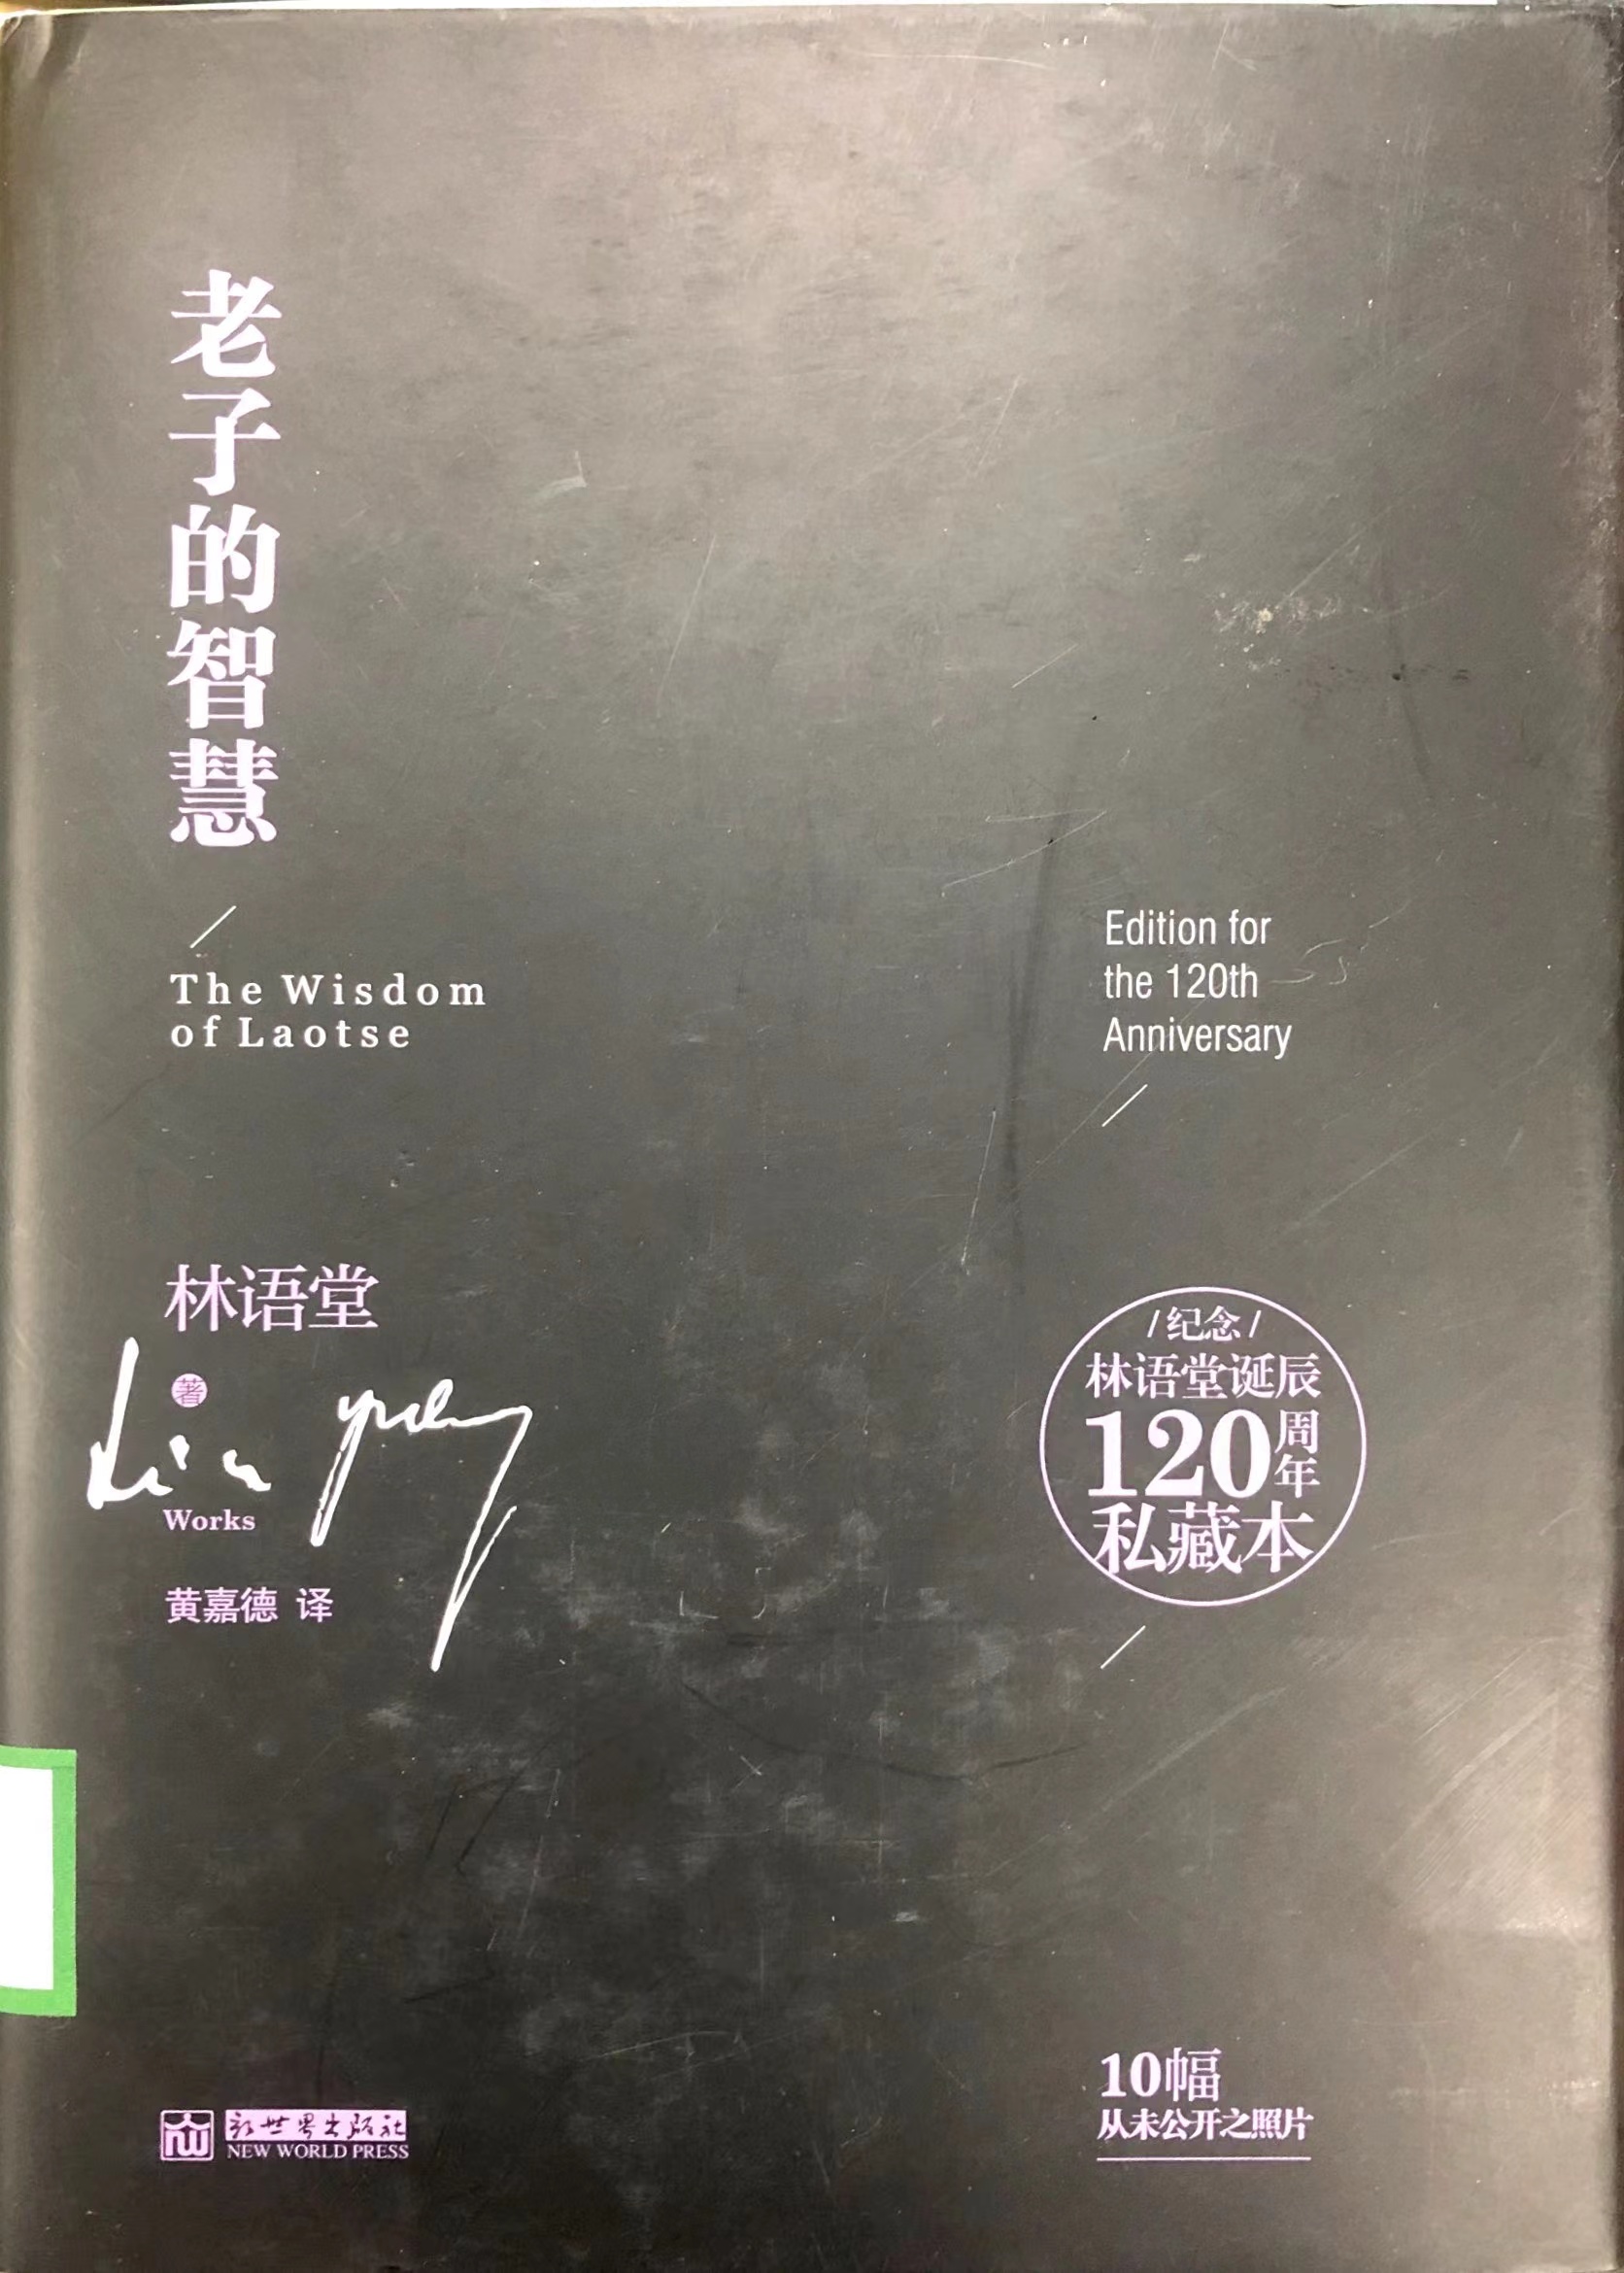 老子的智慧
The Wisdom
of Laotse
Edition for
the 120th
Anniversary
林语堂
著
Lin Yutang
Works
黄嘉德 译
/纪念/
林语堂诞辰
120周年
私藏本
10幅
从未公开之照片
新世界出版社
NEW WORLD PRESS